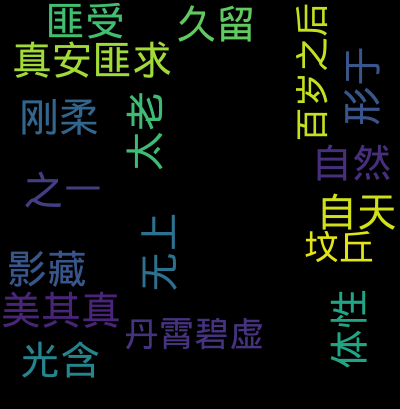 匪受
久留
百岁之后
真安匪求
形于
刚柔
太老
自然
之一
自天
无上
坟丘
影藏
美其真
丹霄碧虚
体性
光含